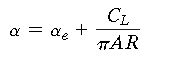 α = α_e + C_L / πAR